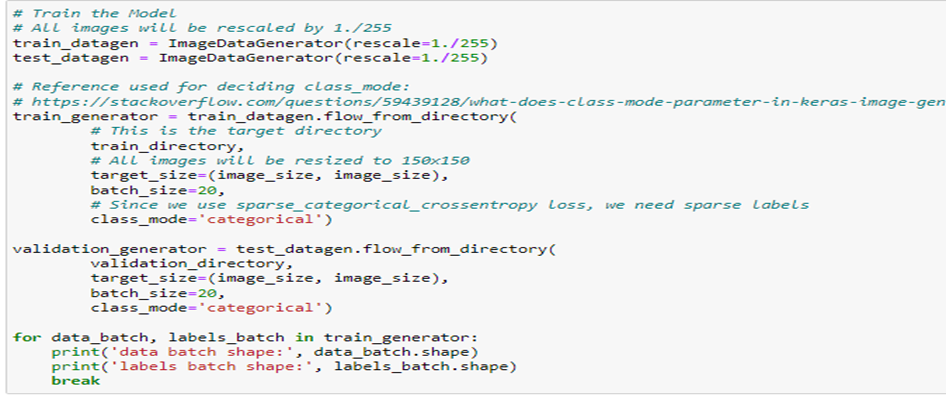 # Train the Model
# All images will be rescaled by 1./255
train_datagen = ImageDataGenerator(rescale=1./255)
test_datagen = ImageDataGenerator(rescale=1./255)
# Reference used for deciding class_mode:
# https://stackoverflow.com/questions/59439128/what-does-class-mode-parameter-in-keras-image-gen
train_generator = train_datagen.flow_from_directory(
# This is the target directory
train_directory,
# All images will be resized to 150x150
target_size=(image_size, image_size),
batch_size=20,
# Since we use sparse_categorical_crossentropy loss, we need sparse labels
class_mode='categorical')
validation_generator = test_datagen.flow_from_directory(
validation_directory,
target_size=(image_size, image_size),
batch_size=20,
class_mode='categorical')
for data_batch, labels_batch in train_generator:
print('data batch shape:', data_batch.shape)
print('labels batch shape:', labels_batch.shape)
break